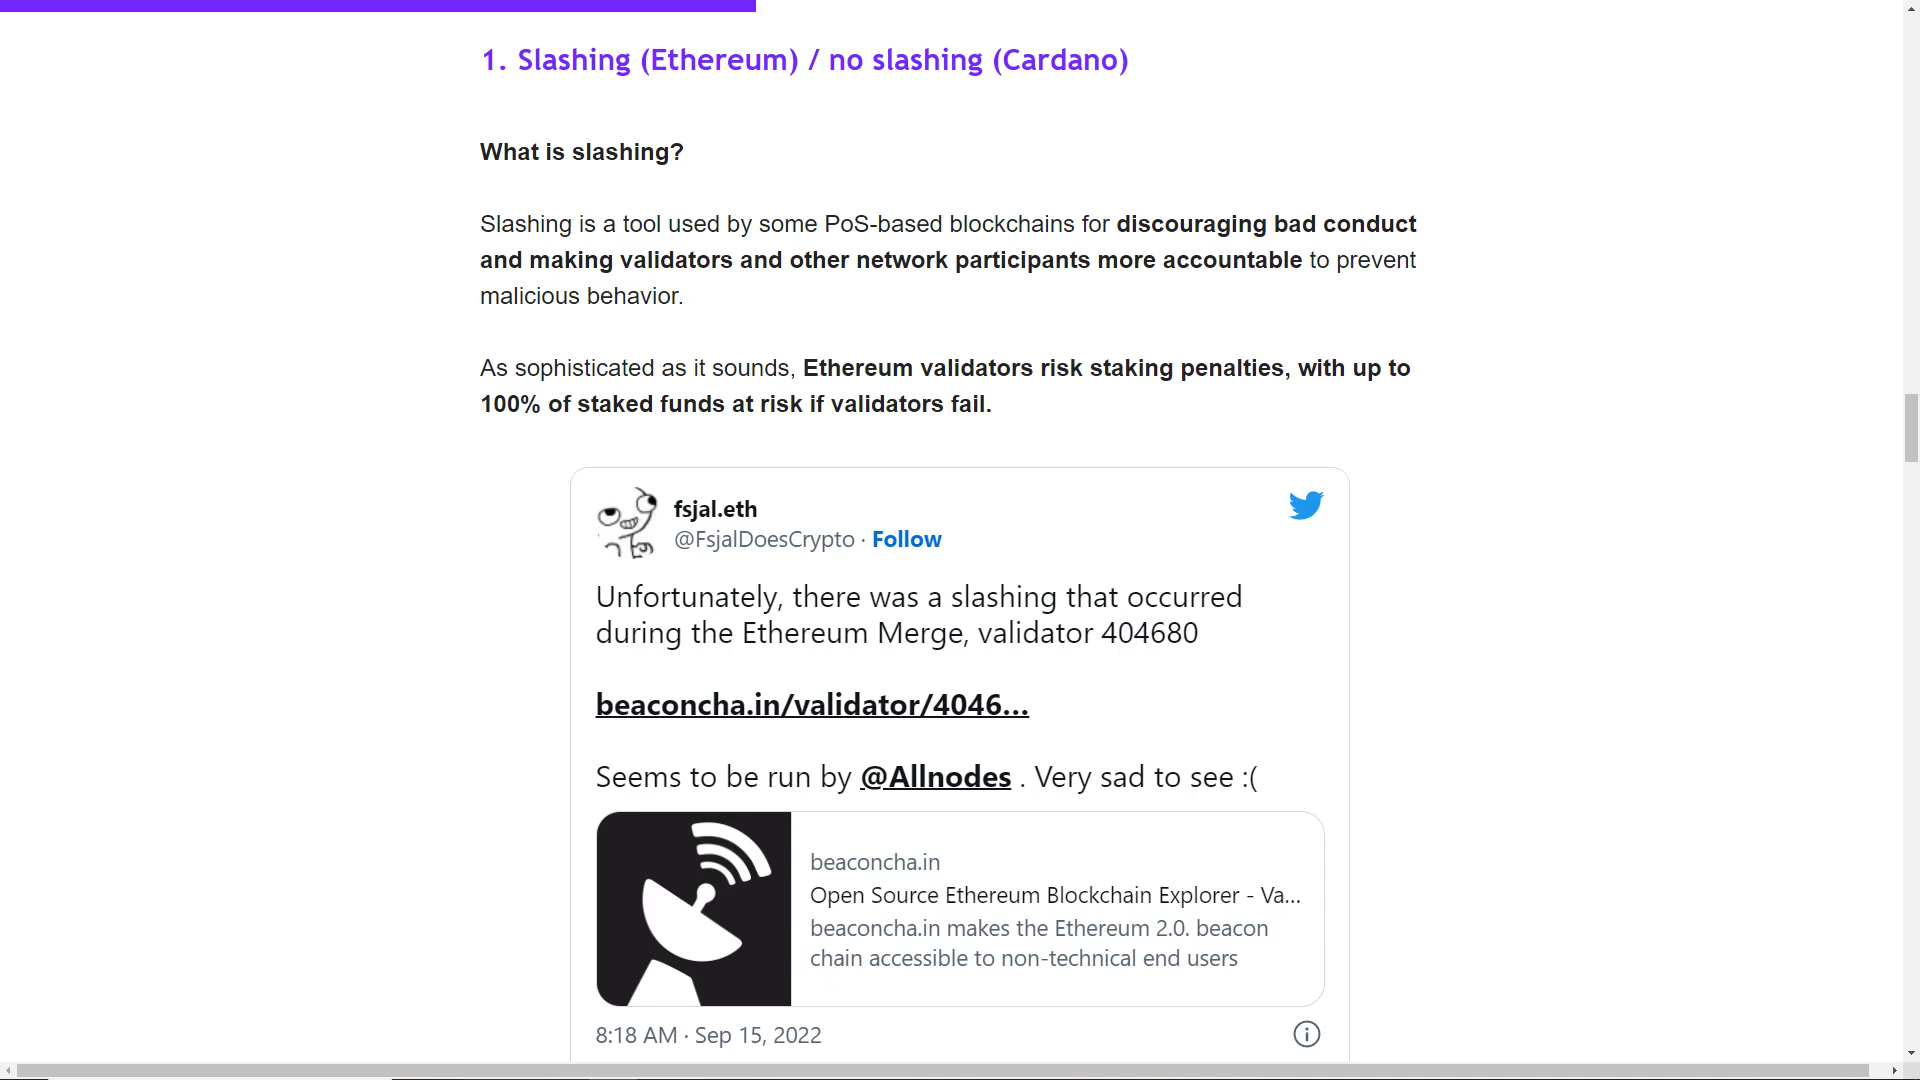 1. Slashing (Ethereum) / no slashing (Cardano)
What is slashing?
Slashing is a tool used by some PoS-based blockchains for discouraging bad conduct
and making validators and other network participants more accountable to prevent
malicious behavior.
As sophisticated as it sounds, Ethereum validators risk staking penalties, with up to
100% of staked funds at risk if validators fail.
fsjal.eth
@FsjalDoesCrypto · Follow
Unfortunately, there was a slashing that occurred
during the Ethereum Merge, validator 404680
beaconcha.in/validator/4046…
Seems to be run by @Allnodes . Very sad to see :(
beaconcha.in
Open Source Ethereum Blockchain Explorer - Va...
beaconcha.in makes the Ethereum 2.0. beacon
chain accessible to non-technical end users
8:18 AM · Sep 15, 2022